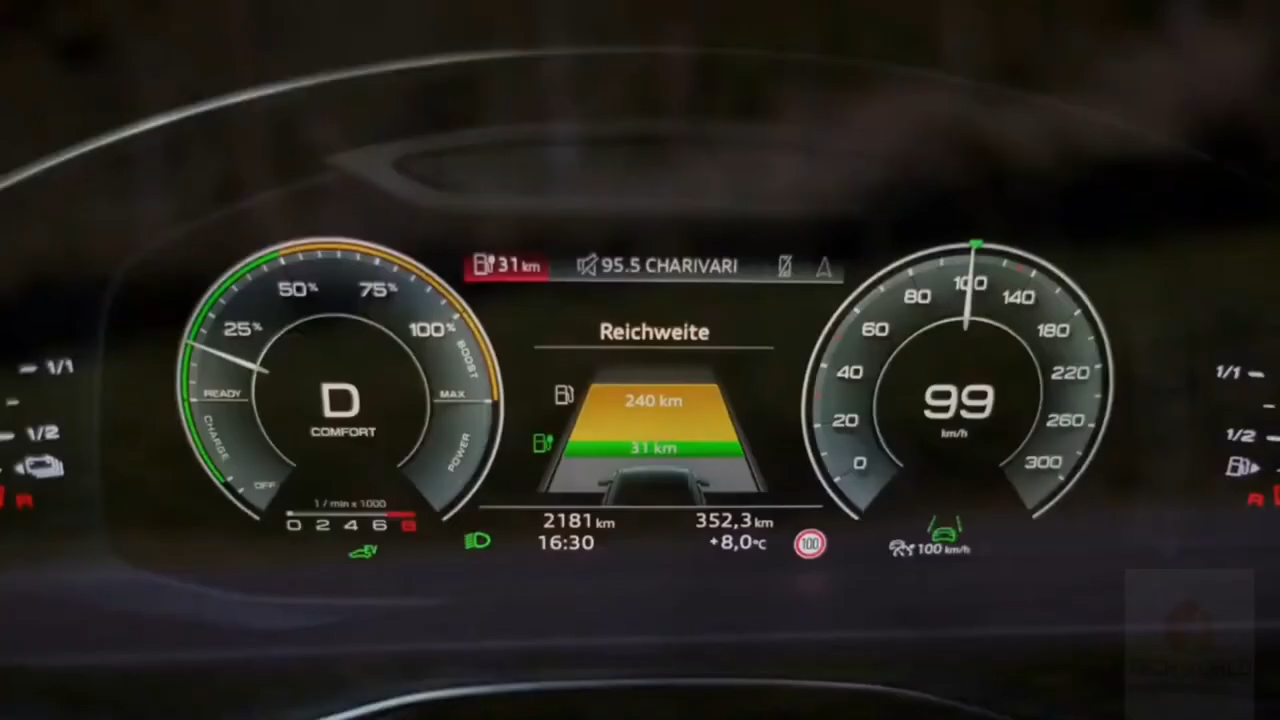 31 km 95.5 CHARIVARI
Reichweite
240 km
31 km
2181 km 352,3 km
16:30 +8,0°C
100
OFF
CHARGE
READY
25%
50%
75%
100%
BOOST
MAX
POWER
D
COMFORT
1 / min x 1000
0 2 4 6 8
EV
0
20
40
60
80
100
140
180
220
260
300
99
km/h
100 km/h
1/1
1/2
R
1/1
1/2
R